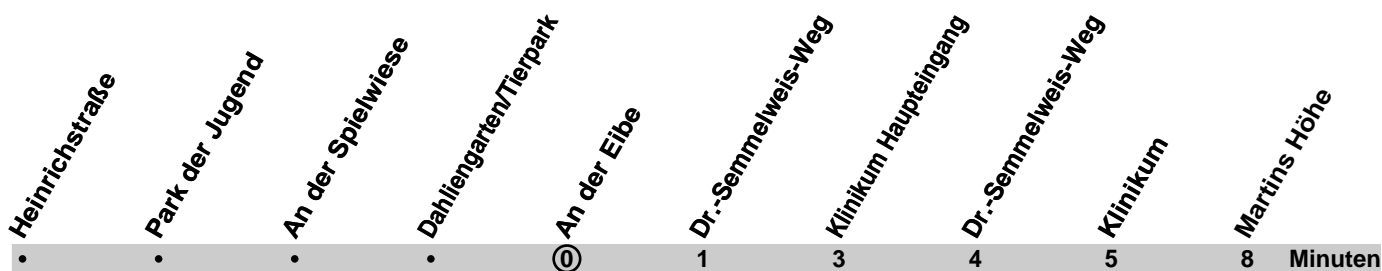 Heinrichstraße
Park der Jugend
An der Spielwiese
Dahliengarten/Tierpark
An der Eibe
Dr.-Semmelweis-Weg
Klinikum Haupteingang
Dr.-Semmelweis-Weg
Klinikum
Martins Höhe
• • • • 0 1 3 4 5 8 Minuten